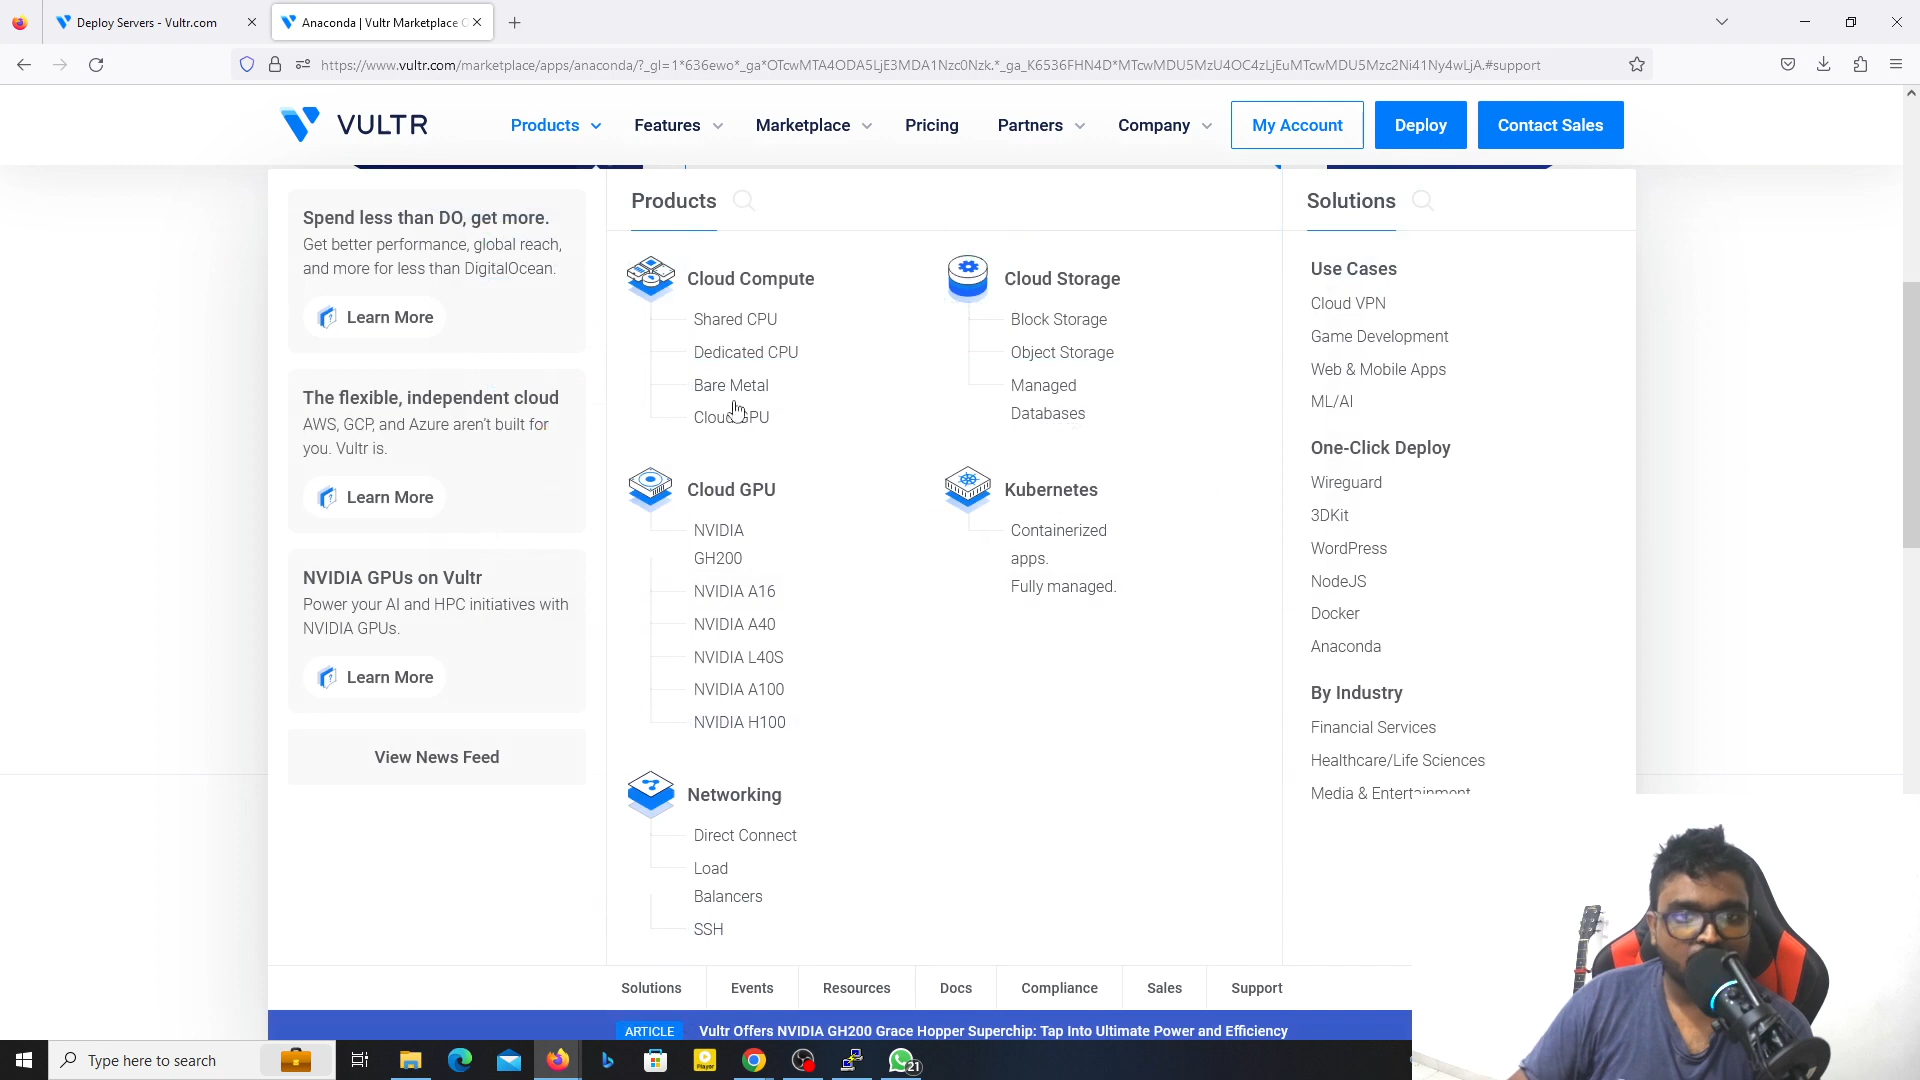 Deploy Servers - Vultr.com
Anaconda | Vultr Marketplace
https://www.vultr.com/marketplace/apps/anaconda/?_gl=1*636ewo*_ga*OTcwMTA4ODA5LjE3MDA1Nzc0Nzk.*_ga_K6536FHN4D*MTcwMDU5MzU4OC4zLjEuMTcwMDU5Mzc2Ni41Ny4wLjA.#support
VULTR
Products
Features
Marketplace
Pricing
Partners
Company
My Account
Deploy
Contact Sales
Spend less than DO, get more.
Get better performance, global reach,
and more for less than DigitalOcean.
Learn More
The flexible, independent cloud
AWS, GCP, and Azure aren't built for
you. Vultr is.
Learn More
NVIDIA GPUs on Vultr
Power your AI and HPC initiatives with
NVIDIA GPUs.
Learn More
View News Feed
Products
Cloud Compute
Shared CPU
Dedicated CPU
Bare Metal
Cloud GPU
Cloud GPU
NVIDIA
GH200
NVIDIA A16
NVIDIA A40
NVIDIA L40S
NVIDIA A100
NVIDIA H100
Networking
Direct Connect
Load
Balancers
SSH
Cloud Storage
Block Storage
Object Storage
Managed
Databases
Kubernetes
Containerized
apps.
Fully managed.
Solutions
Use Cases
Cloud VPN
Game Development
Web & Mobile Apps
ML/AI
One-Click Deploy
Wireguard
3DKit
WordPress
NodeJS
Docker
Anaconda
By Industry
Financial Services
Healthcare/Life Sciences
Media & Entertainment
Solutions
Events
Resources
Docs
Compliance
Sales
Support
ARTICLE
Vultr Offers NVIDIA GH200 Grace Hopper Superchip: Tap Into Ultimate Power and Efficiency
Type here to search
Player
21